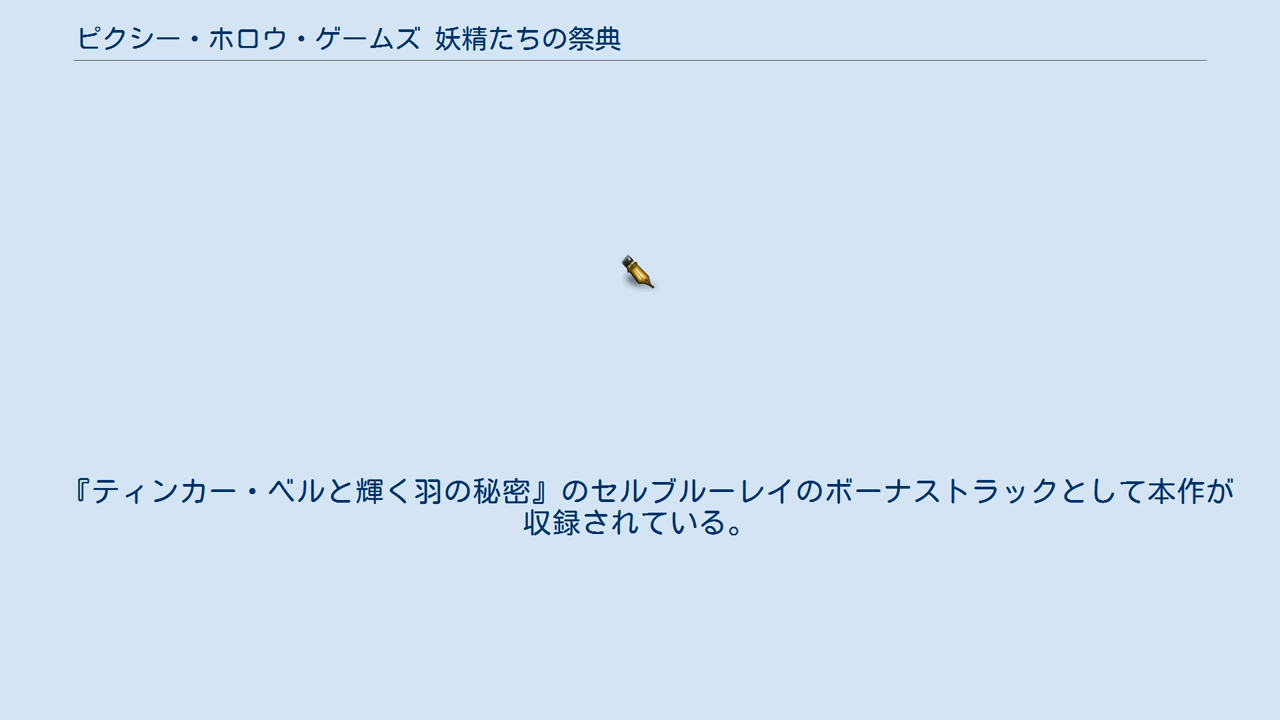 ピクシー・ホロウ・ゲームズ 妖精たちの祭典
『ティンカー・ベルと輝く羽の秘密』のセルブルーレイのボーナストラックとして本作が
収録されている。